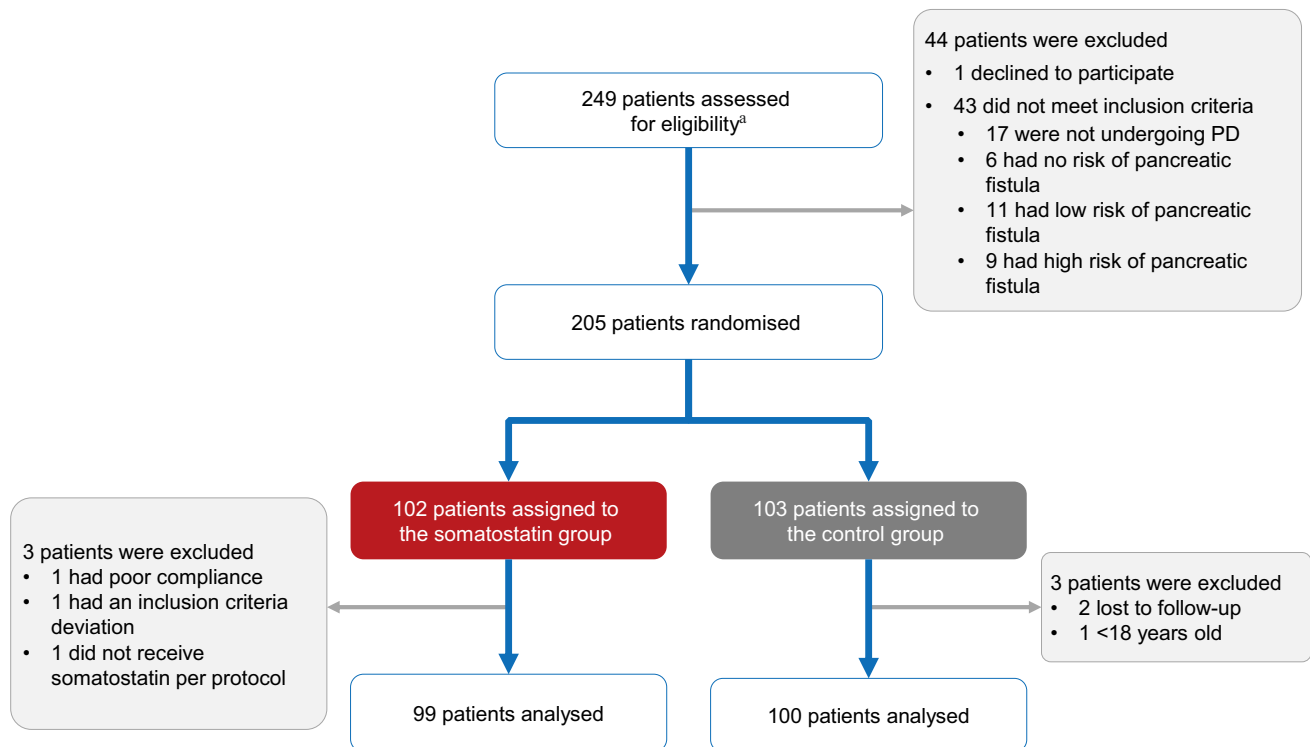 249 patients assessed
for eligibilityᵃ
44 patients were excluded
• 1 declined to participate
• 43 did not meet inclusion criteria
• 17 were not undergoing PD
• 6 had no risk of pancreatic
fistula
• 11 had low risk of pancreatic
fistula
• 9 had high risk of pancreatic
fistula
205 patients randomised
102 patients assigned to
the somatostatin group
103 patients assigned to
the control group
3 patients were excluded
• 1 had poor compliance
• 1 had an inclusion criteria
deviation
• 1 did not receive
somatostatin per protocol
3 patients were excluded
• 2 lost to follow-up
• 1 <18 years old
99 patients analysed
100 patients analysed